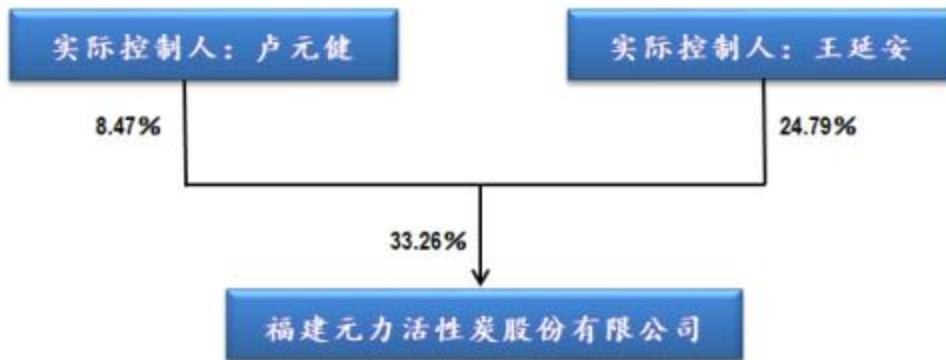 实际控制人：卢元健
实际控制人：王延安
8.47%
24.79%
33.26%
福建元力活性炭股份有限公司